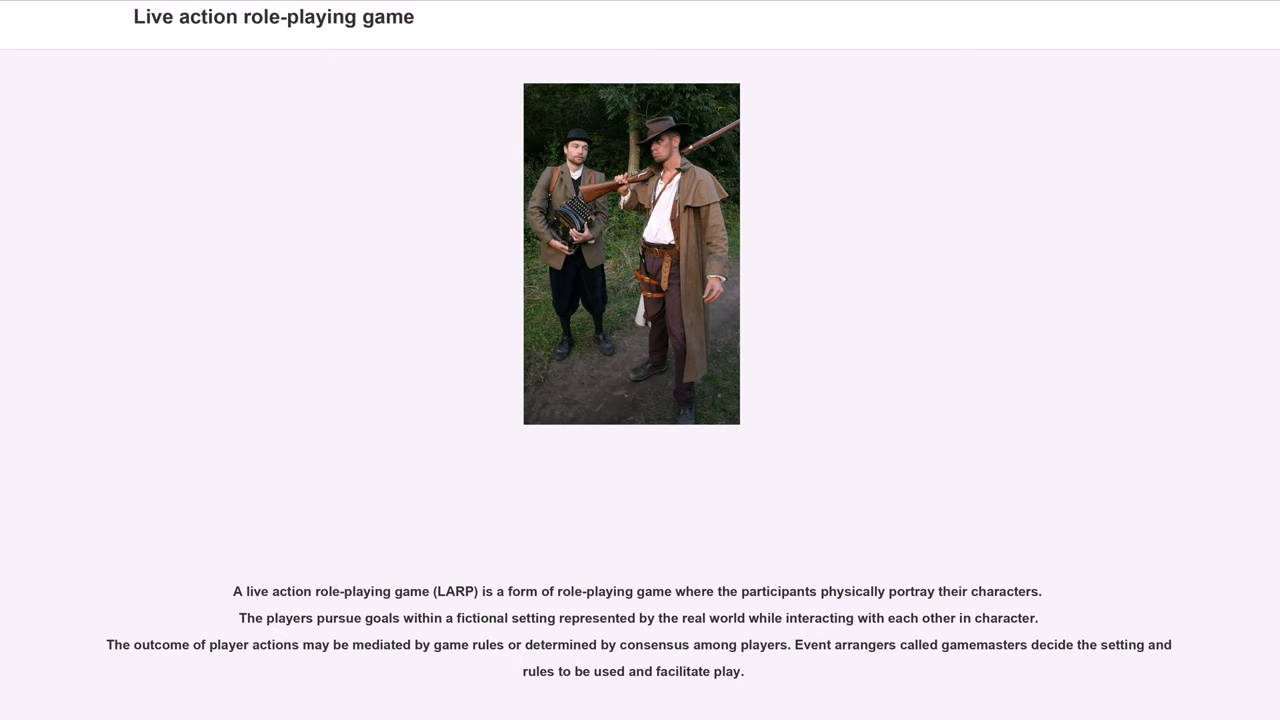 Live action role-playing game
A live action role-playing game (LARP) is a form of role-playing game where the participants physically portray their characters.
The players pursue goals within a fictional setting represented by the real world while interacting with each other in character.
The outcome of player actions may be mediated by game rules or determined by consensus among players. Event arrangers called gamemasters decide the setting and
rules to be used and facilitate play.